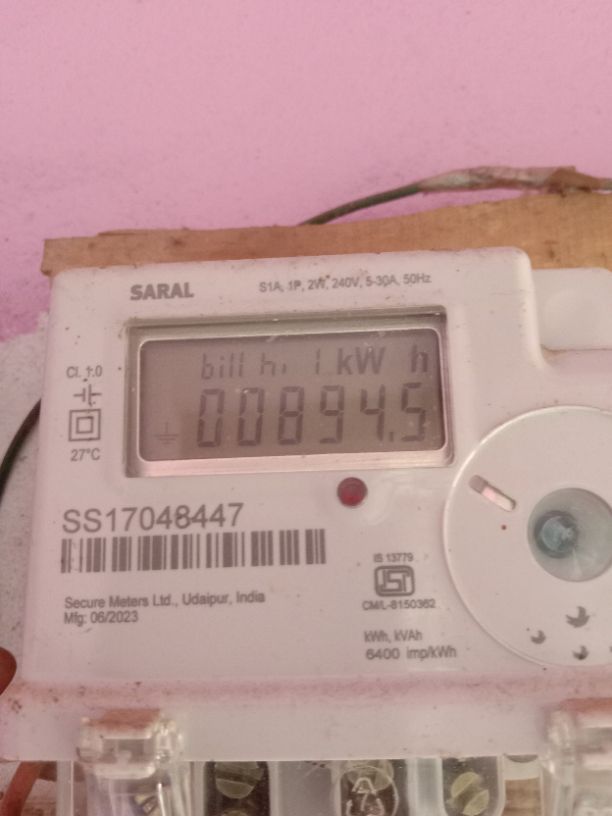 SARAL
S1A, 1P, 2W, 240V, 5-30A, 50Hz
bill hi 1 kW h
00894.5
Cl. 1.0
27°C
SS17048447
Secure Meters Ltd., Udaipur, India
Mfg: 06/2023
IS 13779
ISI
CM/L-8150362
kWh, kVAh
6400 imp/kWh